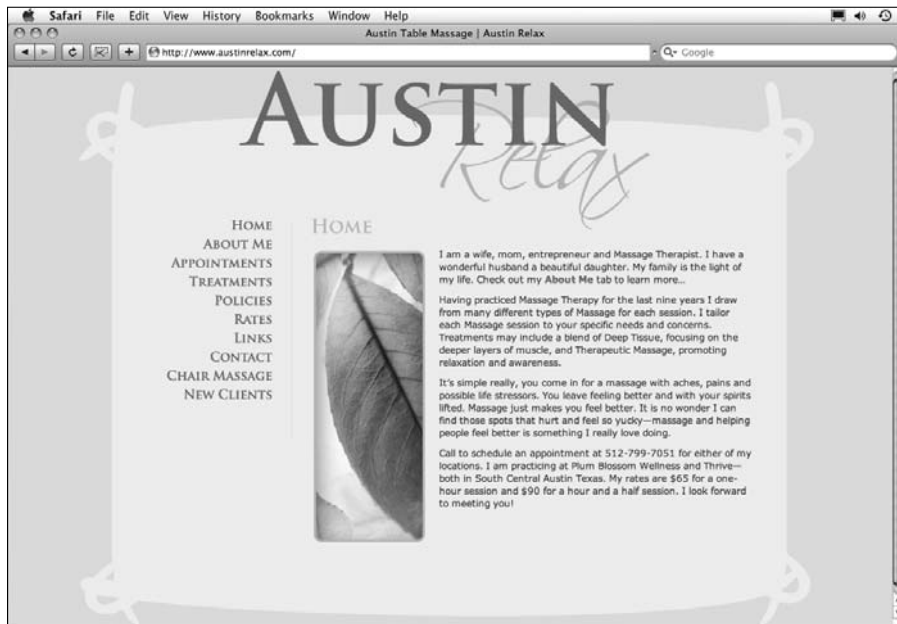 Safari File Edit View History Bookmarks Window Help
Austin Table Massage | Austin Relax
http://www.austinrelax.com/
Google
AUSTIN
Relax
HOME
ABOUT ME
APPOINTMENTS
TREATMENTS
POLICIES
RATES
LINKS
CONTACT
CHAIR MASSAGE
NEW CLIENTS
HOME
I am a wife, mom, entrepreneur and Massage Therapist. I have a
wonderful husband a beautiful daughter. My family is the light of
my life. Check out my About Me tab to learn more...
Having practiced Massage Therapy for the last nine years I draw
from many different types of Massage for each session. I tailor
each Massage session to your specific needs and concerns.
Treatments may include a blend of Deep Tissue, focusing on the
deeper layers of muscle, and Therapeutic Massage, promoting
relaxation and awareness.
It's simple really, you come in for a massage with aches, pains and
possible life stressors. You leave feeling better and with your spirits
lifted. Massage just makes you feel better. It is no wonder I can
find those spots that hurt and feel so yucky—massage and helping
people feel better is something I really love doing.
Call to schedule an appointment at 512-799-7051 for either of my
locations. I am practicing at Plum Blossom Wellness and Thrive—
both in South Central Austin Texas. My rates are $65 for a one-
hour session and $90 for a hour and a half session. I look forward
to meeting you!